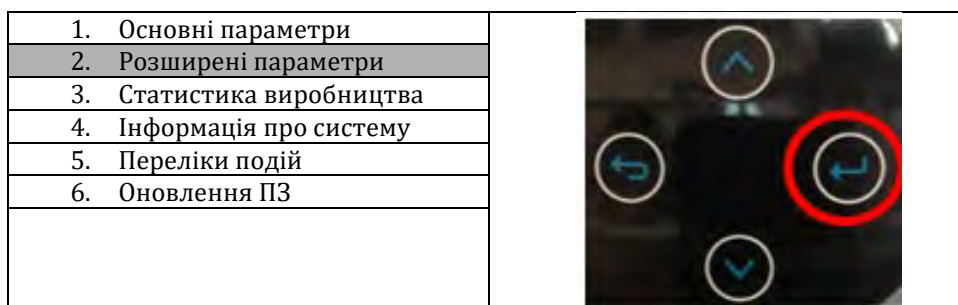 1. Основні параметри
2. Розширені параметри
3. Статистика виробництва
4. Інформація про систему
5. Переліки подій
6. Оновлення ПЗ